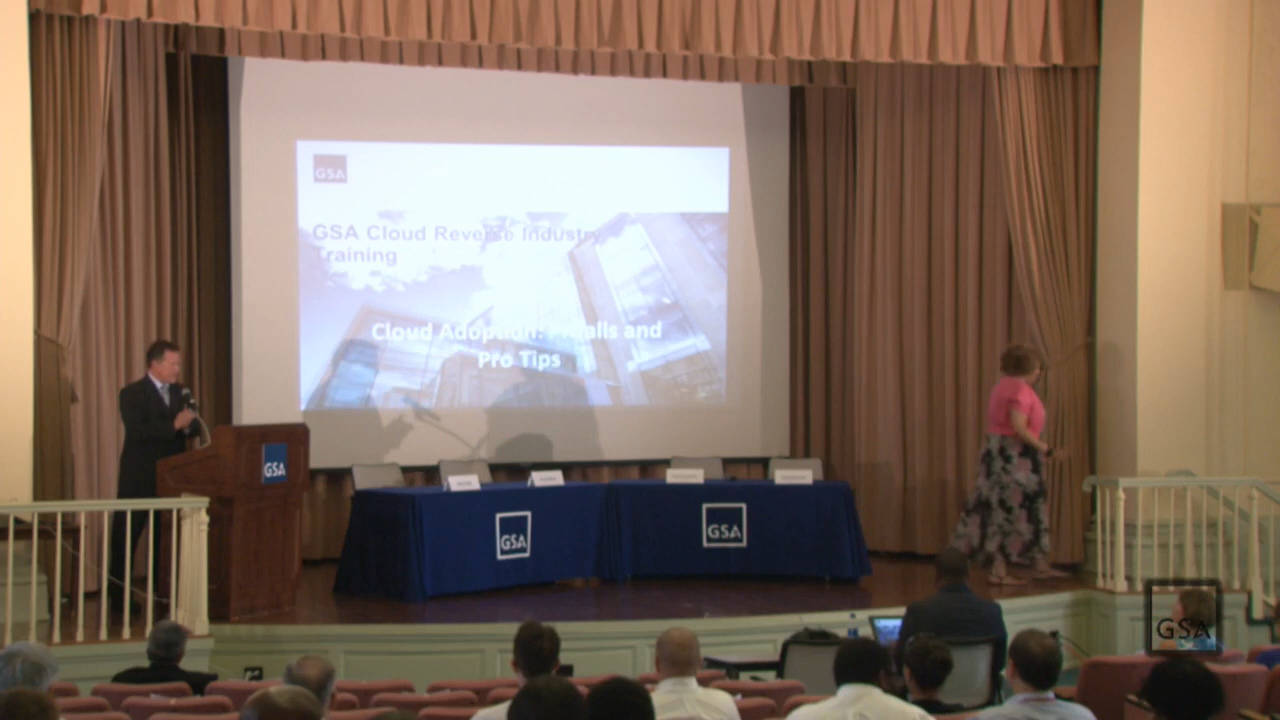 GSA
GSA Cloud Reverse Industry
Training
Cloud Adoption: Pitfalls and
Pro Tips
GSA
GSA
GSA
GSA